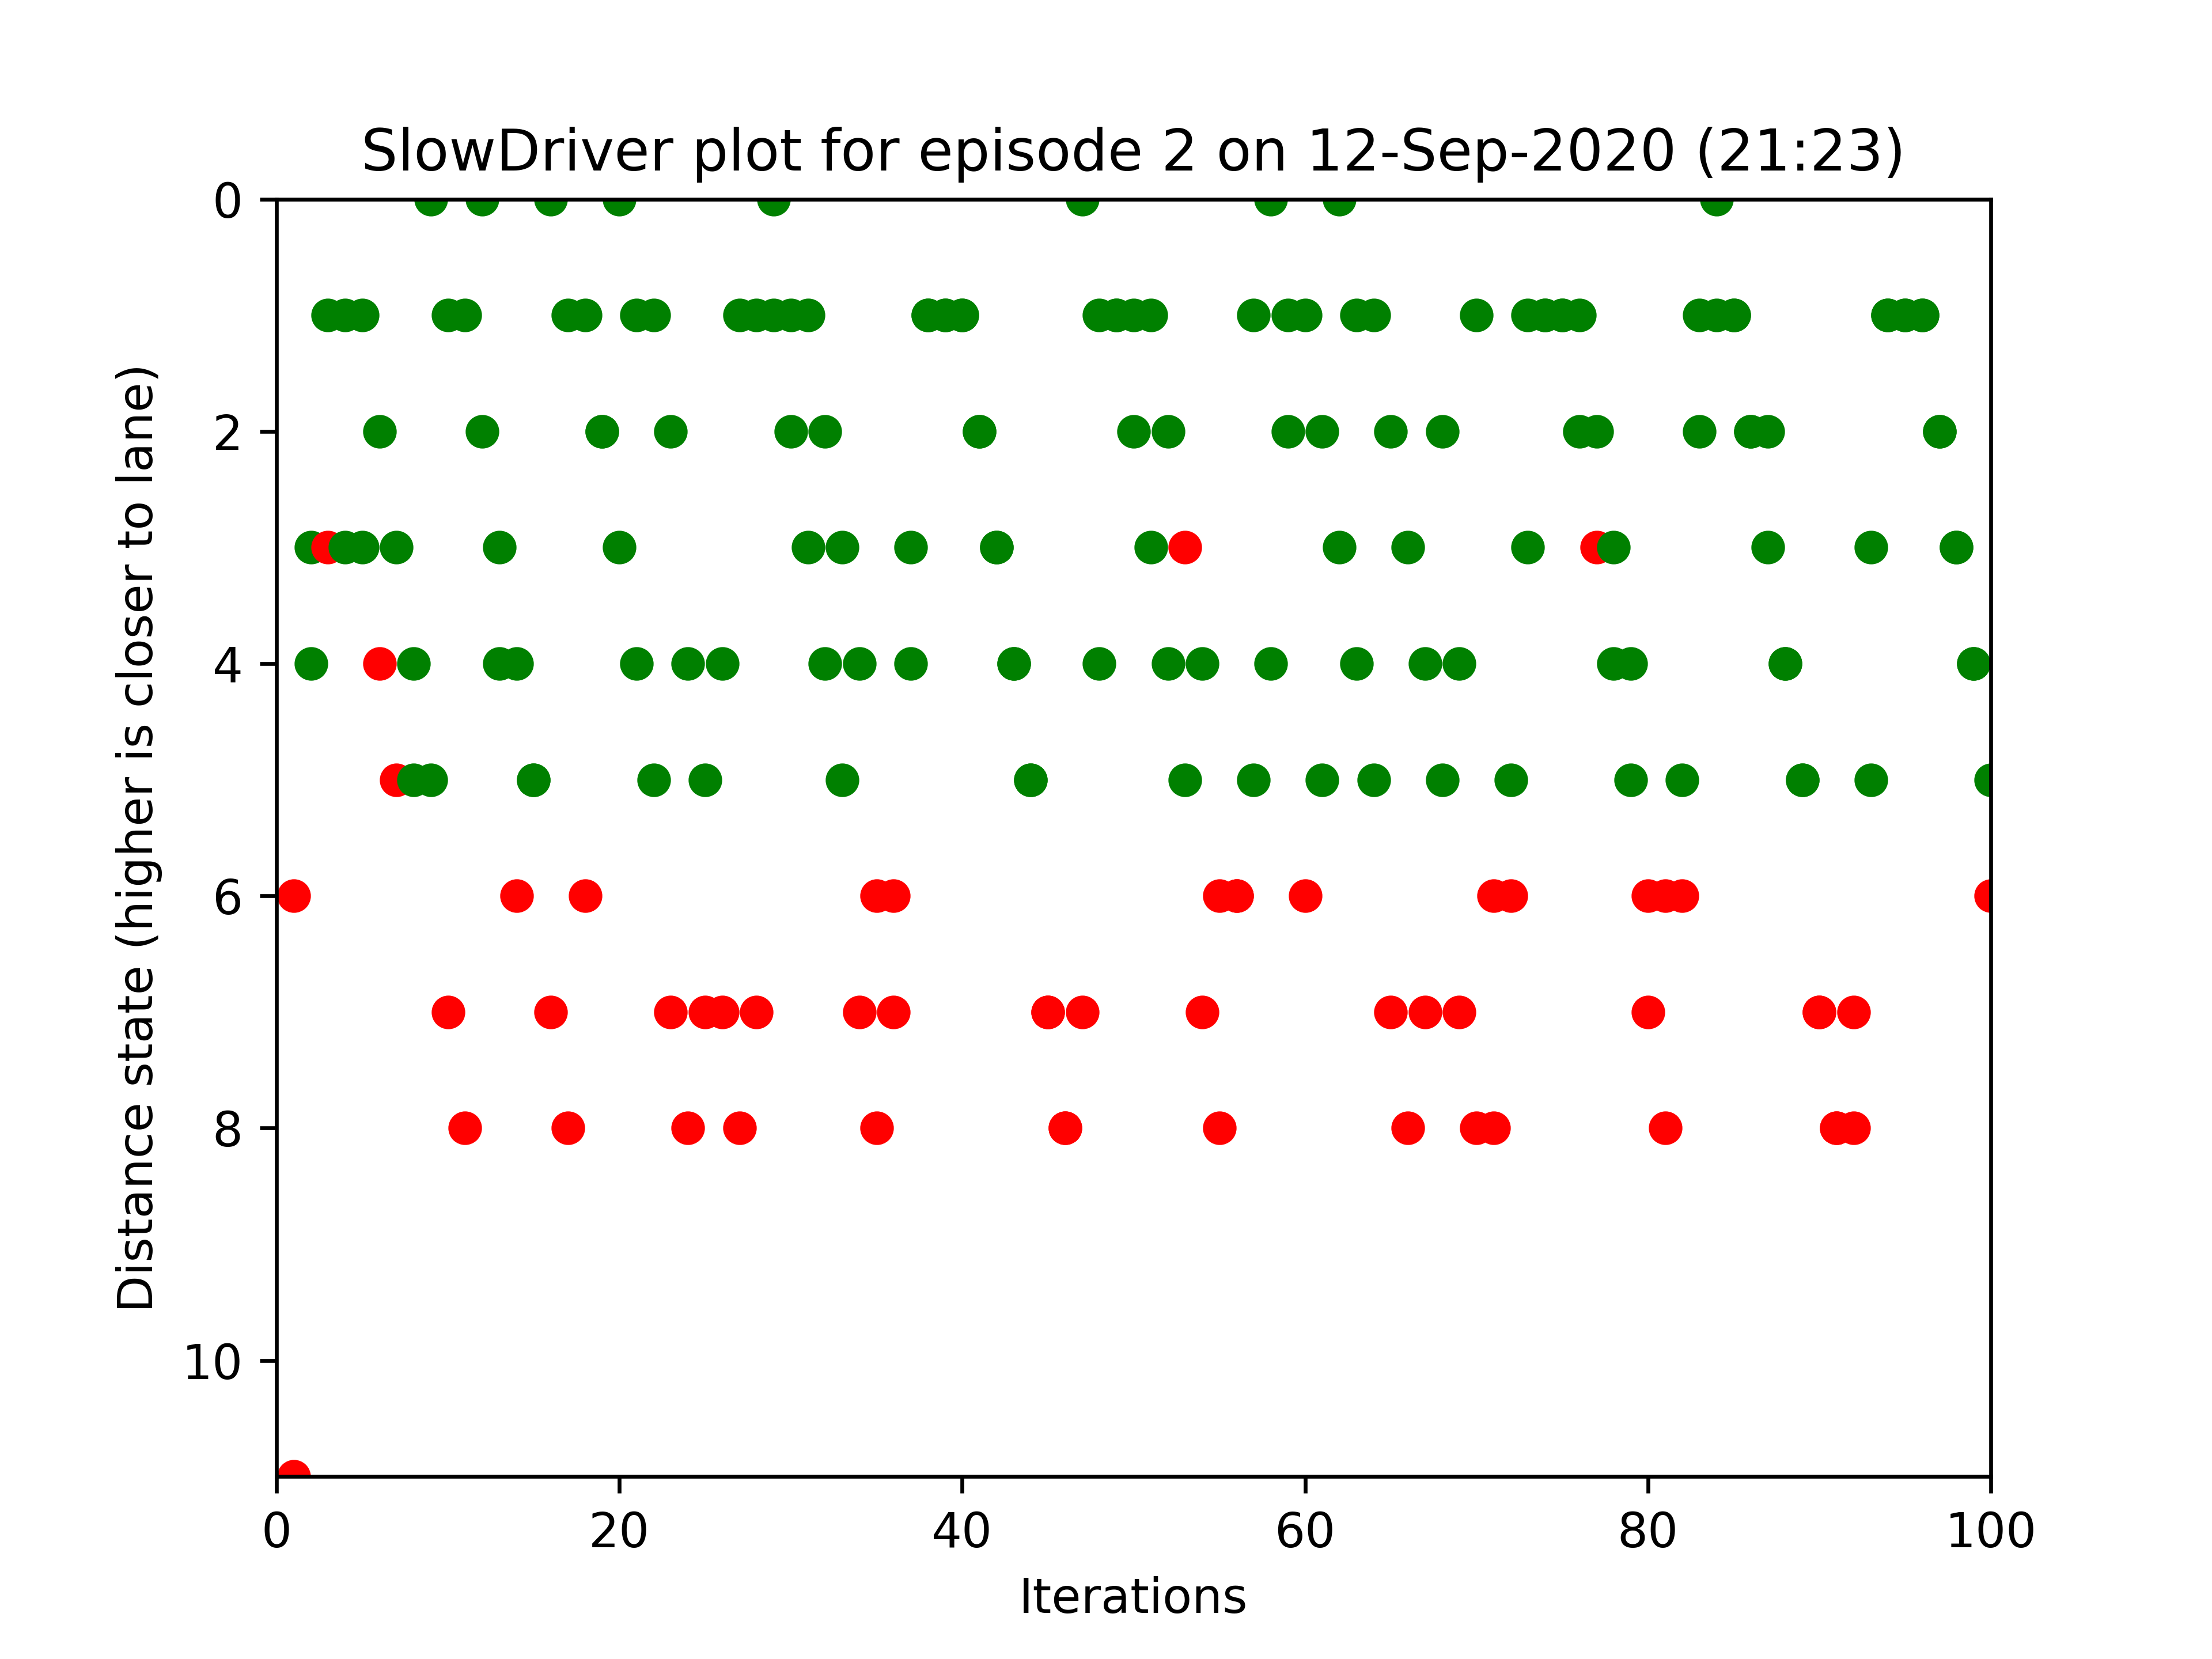 SlowDriver plot for episode 2 on 12-Sep-2020 (21:23)
Distance state (higher is closer to lane)
0
2
4
6
8
10
0 20 40 60 80 100
Iterations